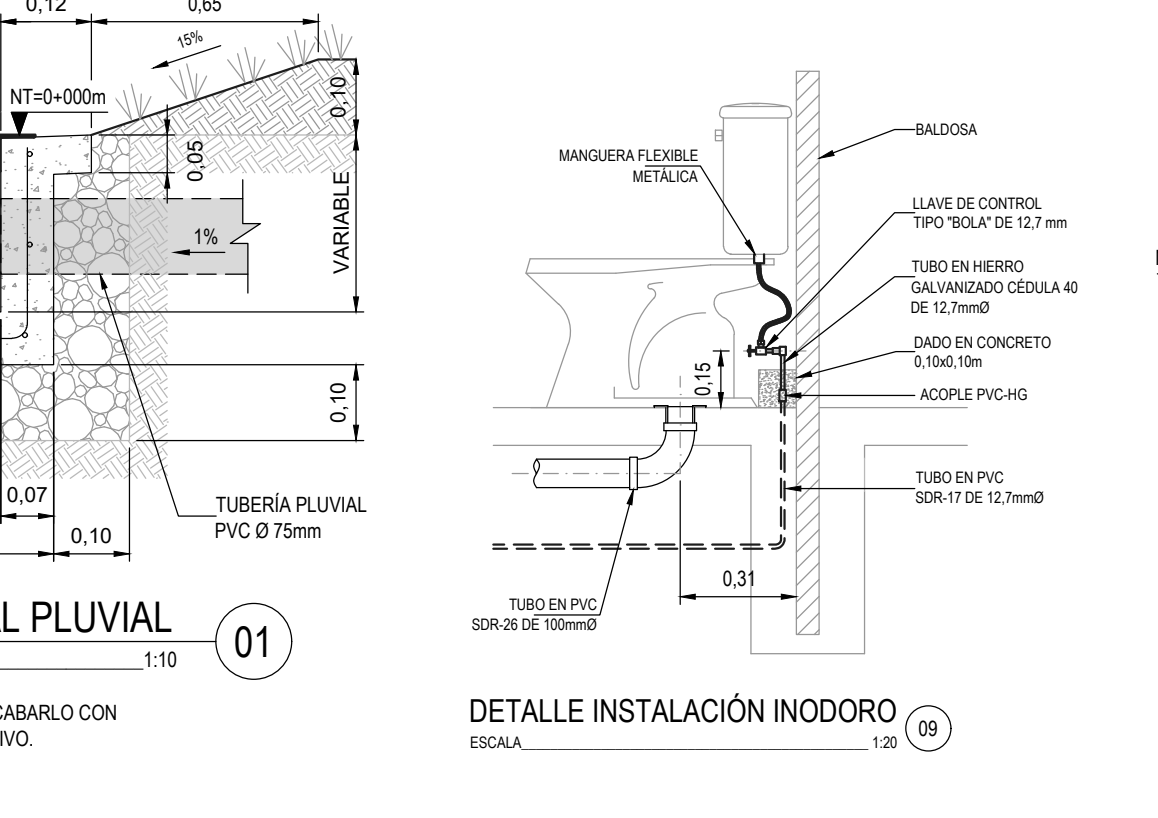 0,12
0,65
15%
NT=0+000m
0,10
0,05
VARIABLE
1%
0,10
0,07
0,10
TUBERÍA PLUVIAL
PVC Ø 75mm
PLUVIAL
01
1:10
CON
MANGUERA FLEXIBLE
METÁLICA
BALDOSA
LLAVE DE CONTROL
TIPO "BOLA" DE 12,7 mm
TUBO EN HIERRO
GALVANIZADO CÉDULA 40
DE 12,7mmØ
DADO EN CONCRETO
0,10x0,10m
ACOPLE PVC-HG
0,15
TUBO EN PVC
SDR-17 DE 12,7mmØ
0,31
TUBO EN PVC
SDR-26 DE 100mmØ
DETALLE INSTALACIÓN INODORO
09
ESCALA 1:20